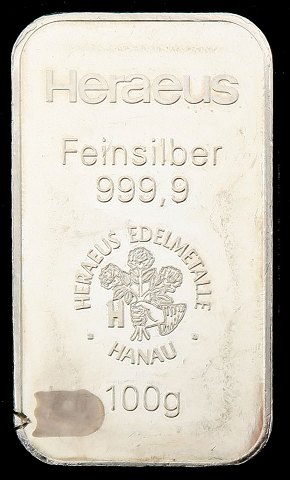 Heraeus
Feinsilber
999,9
HERAEUS EDELMETALLE
H
HANAU
100g